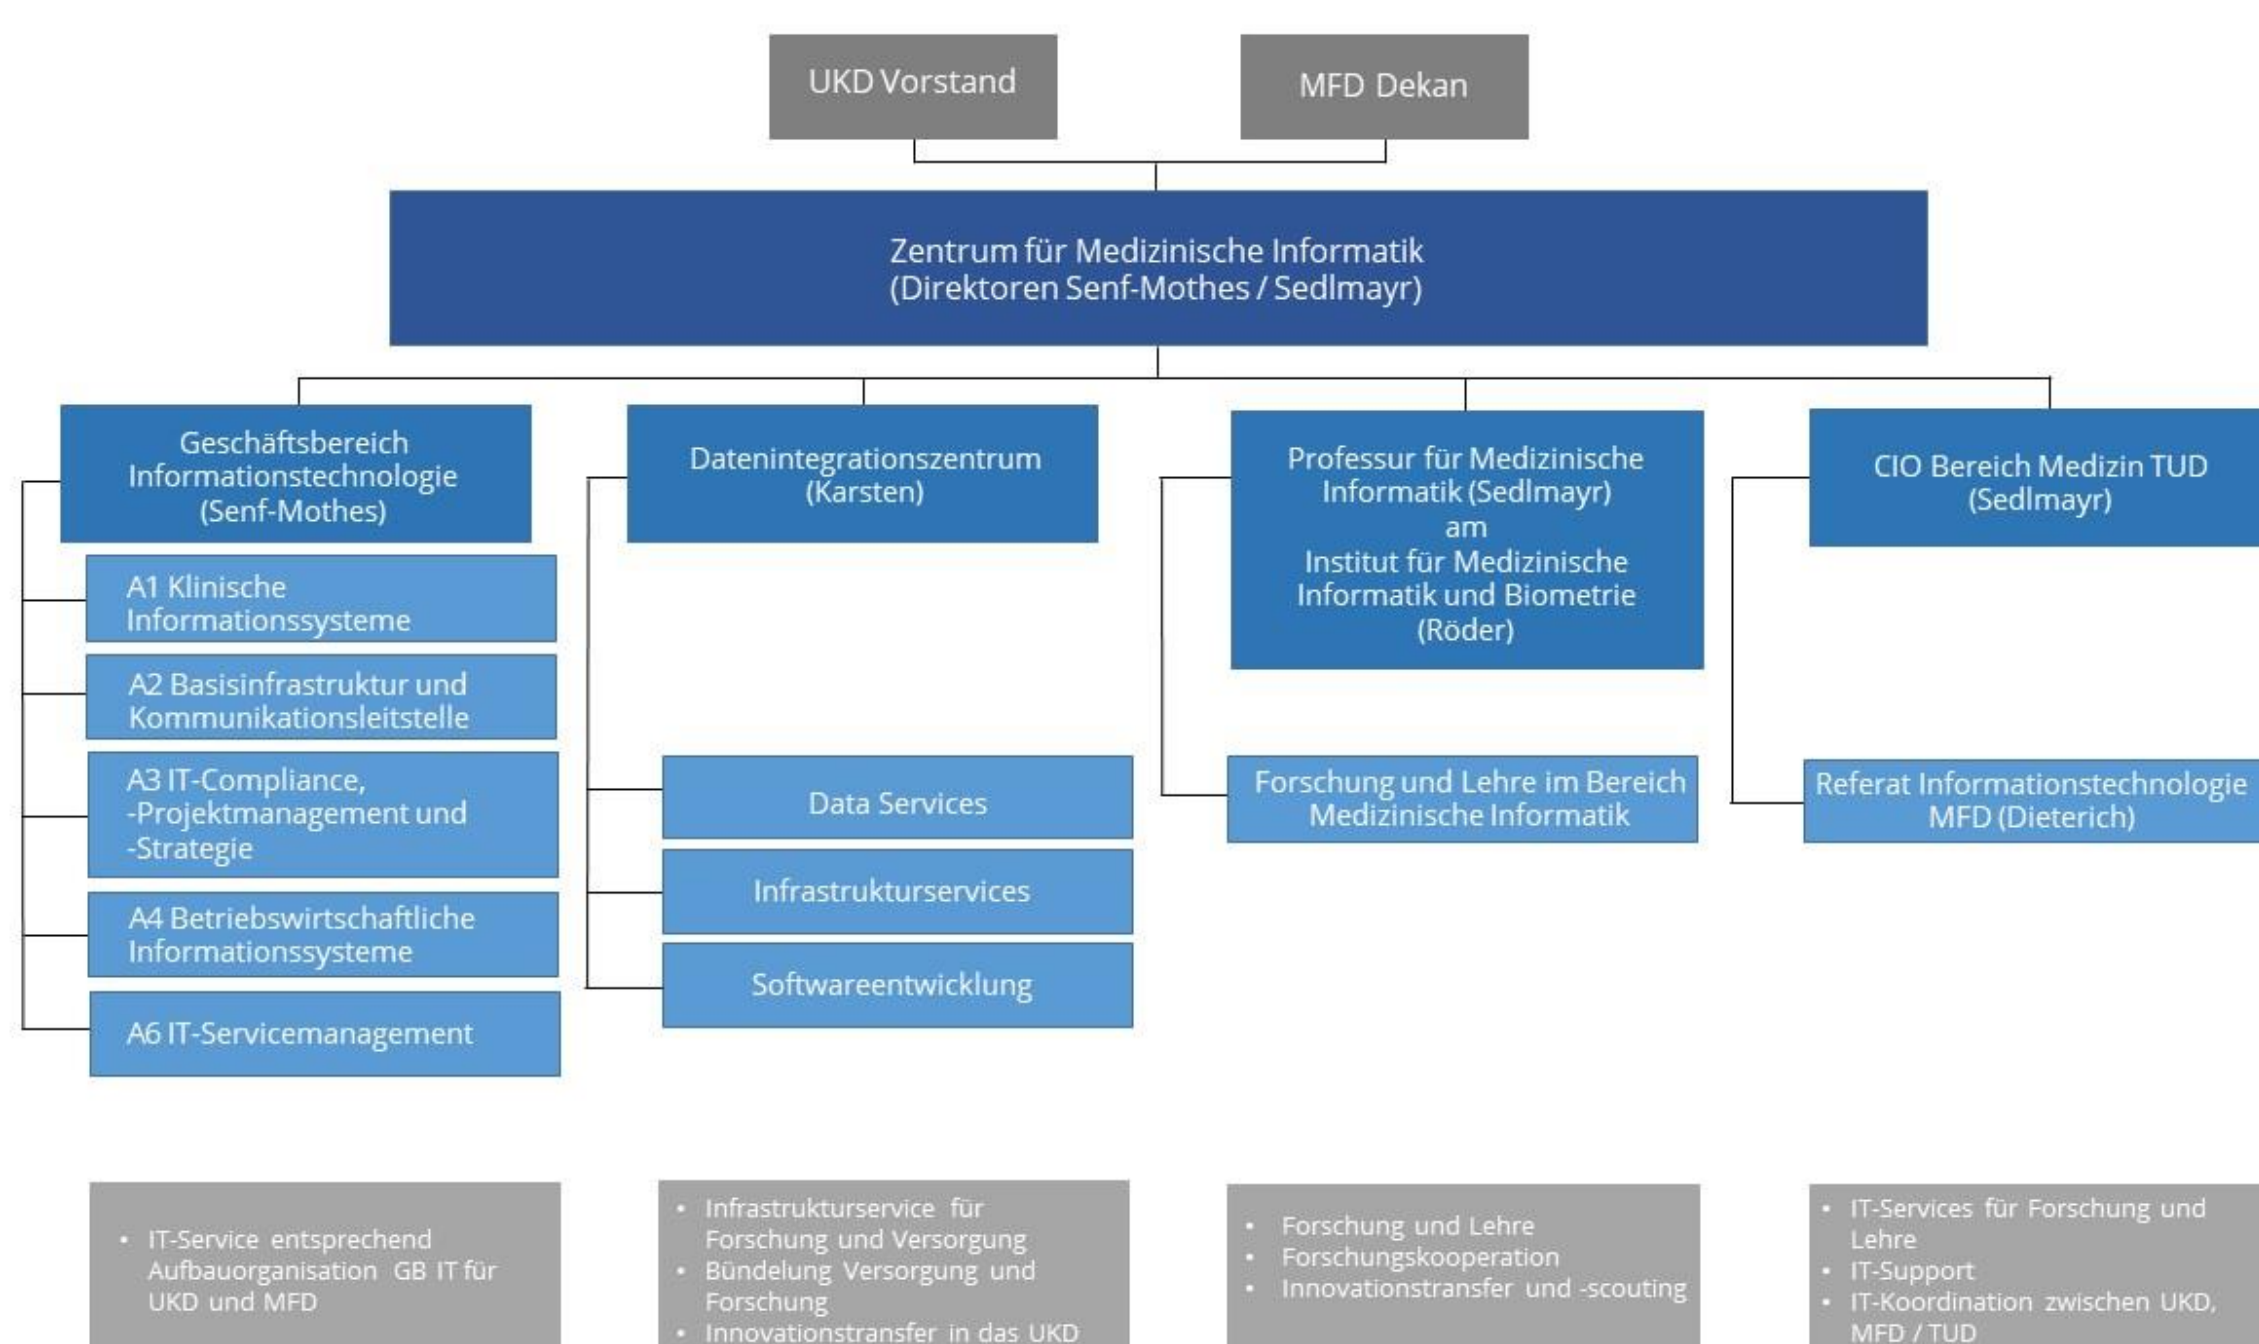 UKD Vorstand
MFD Dekan
Zentrum für Medizinische Informatik
(Direktoren Senf-Mothes / Sedlmayr)
Geschäftsbereich
Informationstechnologie
(Senf-Mothes)
A1 Klinische
Informationssysteme
A2 Basisinfrastruktur und
Kommunikationsleitstelle
A3 IT-Compliance,
-Projektmanagement und
-Strategie
A4 Betriebswirtschaftliche
Informationssysteme
A6 IT-Servicemanagement
Datenintegrationszentrum
(Karsten)
Data Services
Infrastrukturservices
Softwareentwicklung
Professur für Medizinische
Informatik (Sedlmayr)
am
Institut für Medizinische
Informatik und Biometrie
(Röder)
Forschung und Lehre im Bereich
Medizinische Informatik
CIO Bereich Medizin TUD
(Sedlmayr)
Referat Informationstechnologie
MFD (Dieterich)
• IT-Service entsprechend
Aufbauorganisation GB IT für
UKD und MFD
• Infrastrukturservice für
Forschung und Versorgung
• Bündelung Versorgung und
Forschung
• Innovationstransfer in das UKD
• Forschung und Lehre
• Forschungskooperation
• Innovationstransfer und -scouting
• IT-Services für Forschung und
Lehre
• IT-Support
• IT-Koordination zwischen UKD,
MFD / TUD